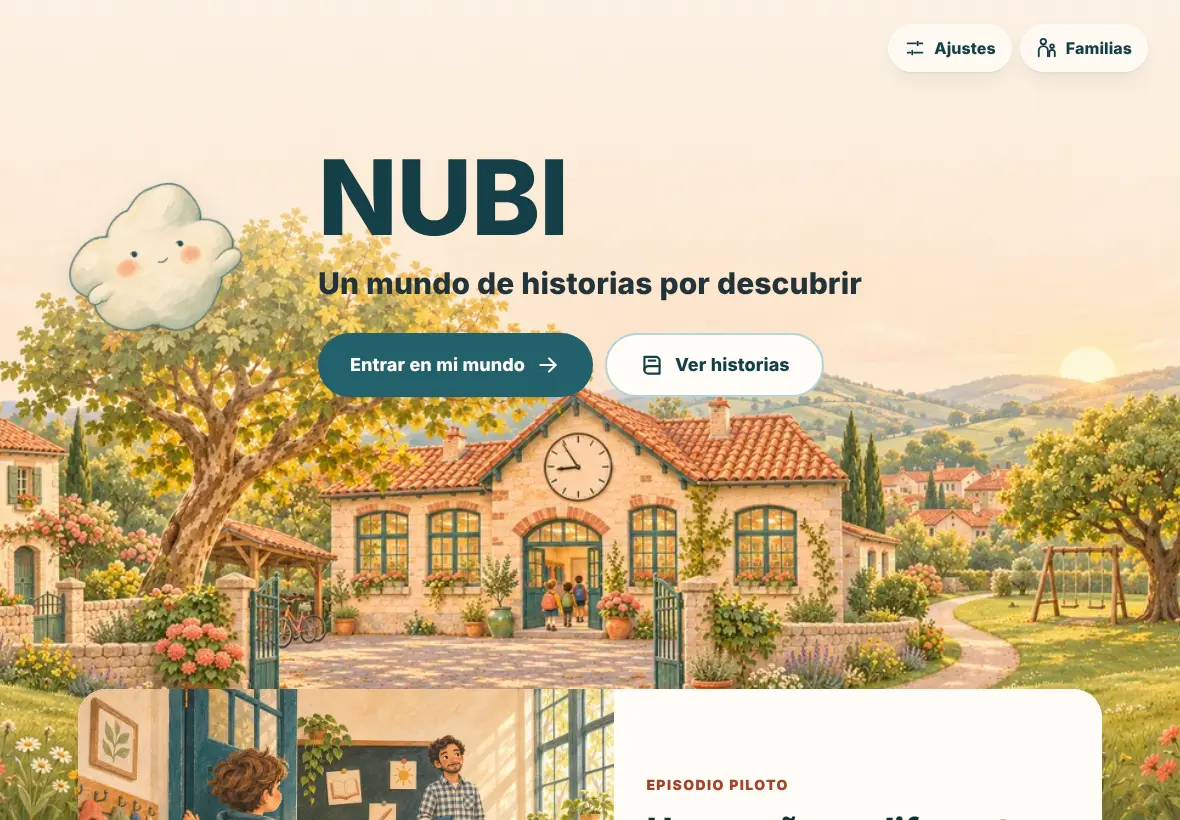 Ajustes
Familias
NUBI
Un mundo de historias por descubrir
Entrar en mi mundo
Ver historias
EPISODIO PILOTO